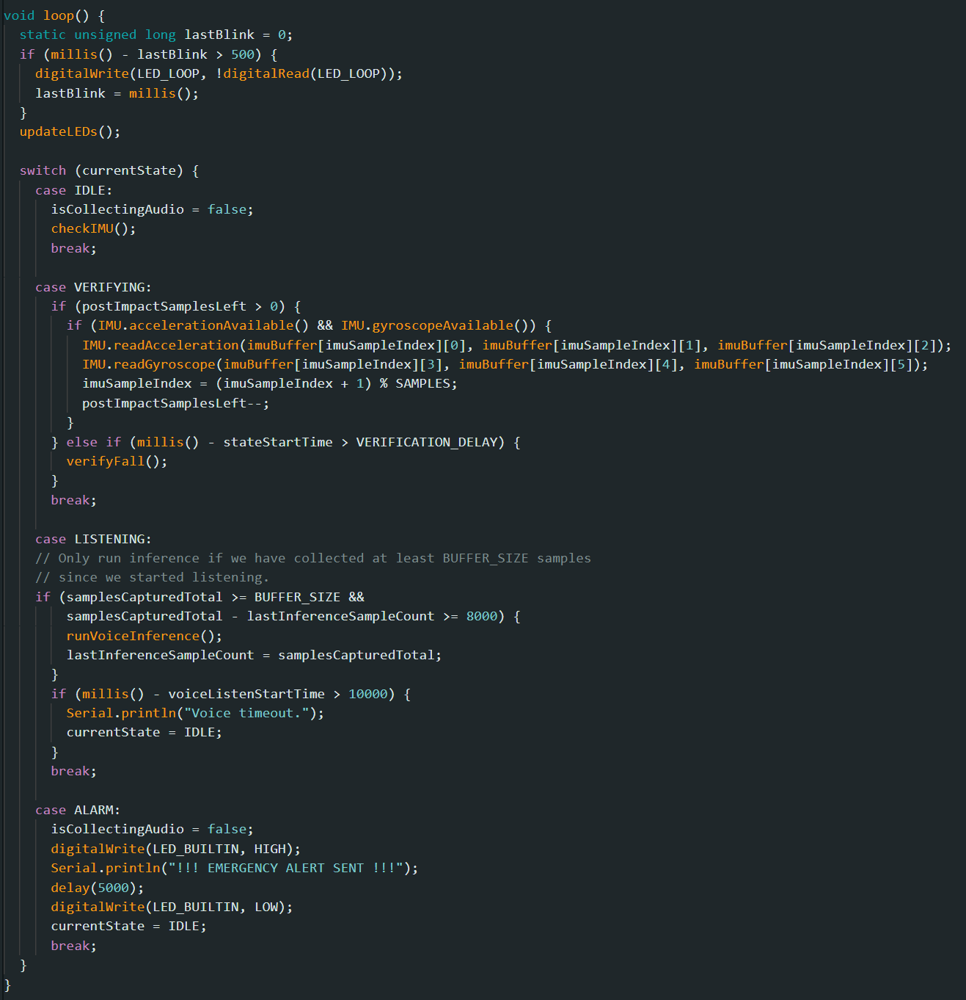 void loop() {
  static unsigned long lastBlink = 0;
  if (millis() - lastBlink > 500) {
    digitalWrite(LED_LOOP, !digitalRead(LED_LOOP));
    lastBlink = millis();
  }
  updateLEDs();

  switch (currentState) {
    case IDLE:
      isCollectingAudio = false;
      checkIMU();
      break;

    case VERIFYING:
      if (postImpactSamplesLeft > 0) {
        if (IMU.accelerationAvailable() && IMU.gyroscopeAvailable()) {
          IMU.readAcceleration(imuBuffer[imuSampleIndex][0], imuBuffer[imuSampleIndex][1], imuBuffer[imuSampleIndex][2]);
          IMU.readGyroscope(imuBuffer[imuSampleIndex][3], imuBuffer[imuSampleIndex][4], imuBuffer[imuSampleIndex][5]);
          imuSampleIndex = (imuSampleIndex + 1) % SAMPLES;
          postImpactSamplesLeft--;
        }
      } else if (millis() - stateStartTime > VERIFICATION_DELAY) {
        verifyFall();
      }
      break;

    case LISTENING:
    // Only run inference if we have collected at least BUFFER_SIZE samples
    // since we started listening.
    if (samplesCapturedTotal >= BUFFER_SIZE &&
        samplesCapturedTotal - lastInferenceSampleCount >= 8000) {
        runVoiceInference();
        lastInferenceSampleCount = samplesCapturedTotal;
      }
      if (millis() - voiceListenStartTime > 10000) {
        Serial.println("Voice timeout.");
        currentState = IDLE;
      }
      break;

    case ALARM:
      isCollectingAudio = false;
      digitalWrite(LED_BUILTIN, HIGH);
      Serial.println("!!! EMERGENCY ALERT SENT !!!");
      delay(5000);
      digitalWrite(LED_BUILTIN, LOW);
      currentState = IDLE;
      break;
  }
}